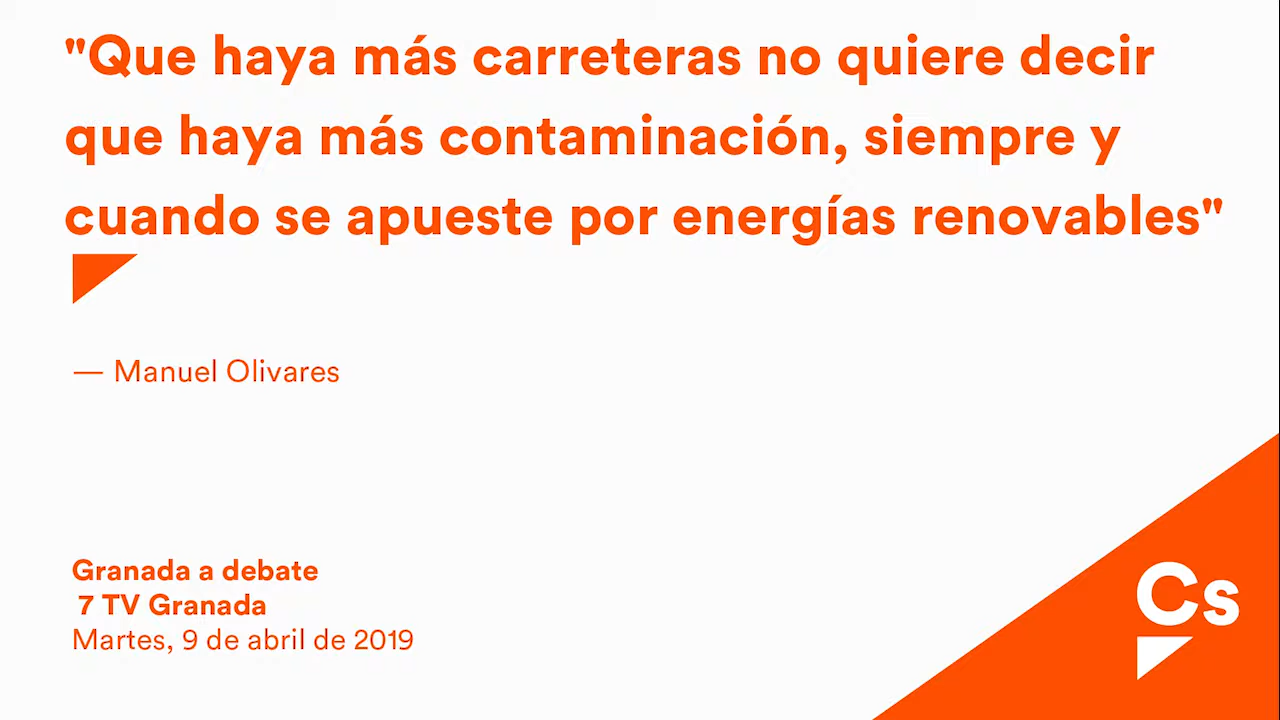 "Que haya más carreteras no quiere decir
que haya más contaminación, siempre y
cuando se apueste por energías renovables"
— Manuel Olivares
Granada a debate
7 TV Granada
Martes, 9 de abril de 2019
Cs